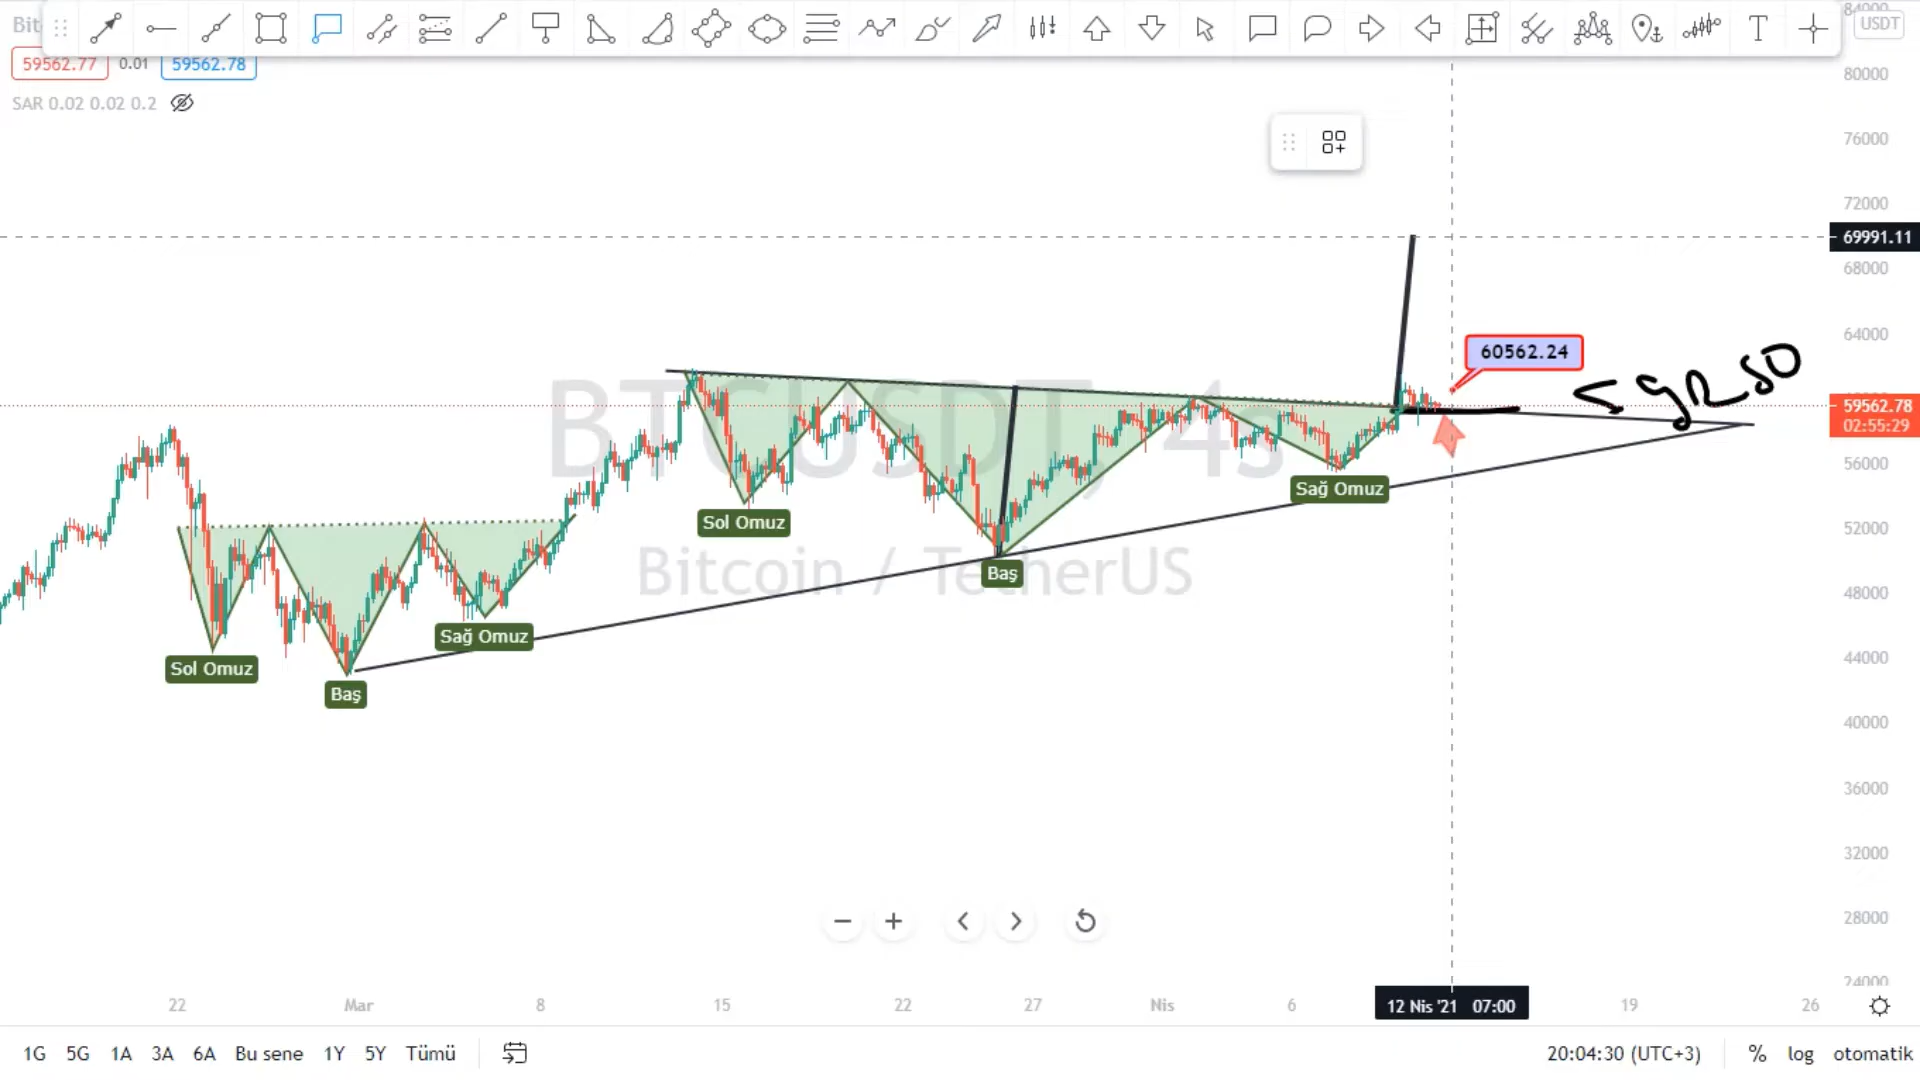 Bit
84000
USDT
59562.77 0.01 59562.78
80000
SAR 0.02 0.02 0.2
76000
72000
69991.11
68000
64000
60562.24
BTCUSDT, 4s
59562.78
02:55:29
56000
Sağ Omuz
Sol Omuz
52000
Bitcoin / TetherUS
Baş
48000
Sağ Omuz
44000
Sol Omuz
Baş
40000
36000
32000
28000
24000
22 Mar 8 15 22 27 Nis 6 12 Nis '21 07:00 19 26
1G 5G 1A 3A 6A Bu sene 1Y 5Y Tümü
20:04:30 (UTC+3) % log otomatik